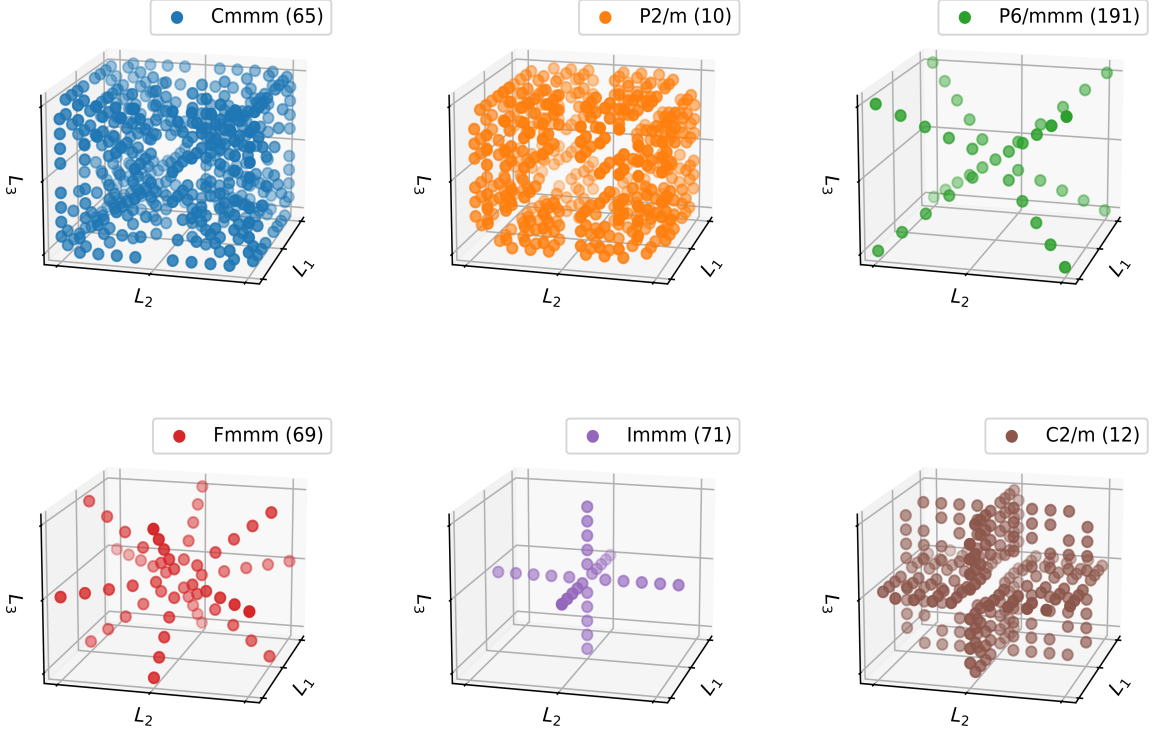 Cmmm (65)
P2/m (10)
P6/mmm (191)
L₃
L₂
L₁
L₃
L₂
L₁
L₃
L₂
L₁
Fmmm (69)
Immm (71)
C2/m (12)
L₃
L₂
L₁
L₃
L₂
L₁
L₃
L₂
L₁